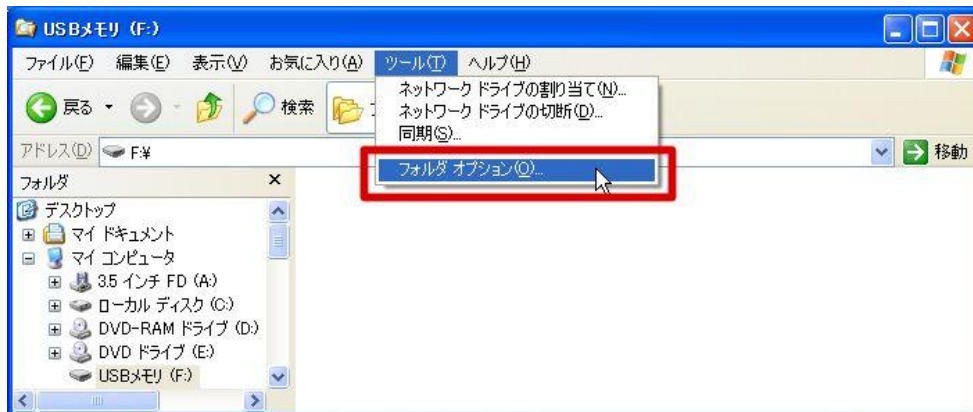 USBメモリ (F:)
ファイル(F) 編集(E) 表示(V) お気に入り(A) ツール(T) ヘルプ(H)
ネットワーク ドライブの割り当て(N)...
ネットワーク ドライブの切断(D)...
同期(S)...
フォルダ オプション(O)...
戻る 検索
アドレス(D) F:¥ 移動
フォルダ
デスクトップ
マイ ドキュメント
マイ コンピュータ
3.5 インチ FD (A:)
ローカル ディスク (C:)
DVD-RAM ドライブ (D:)
DVD ドライブ (E:)
USBメモリ (F:)